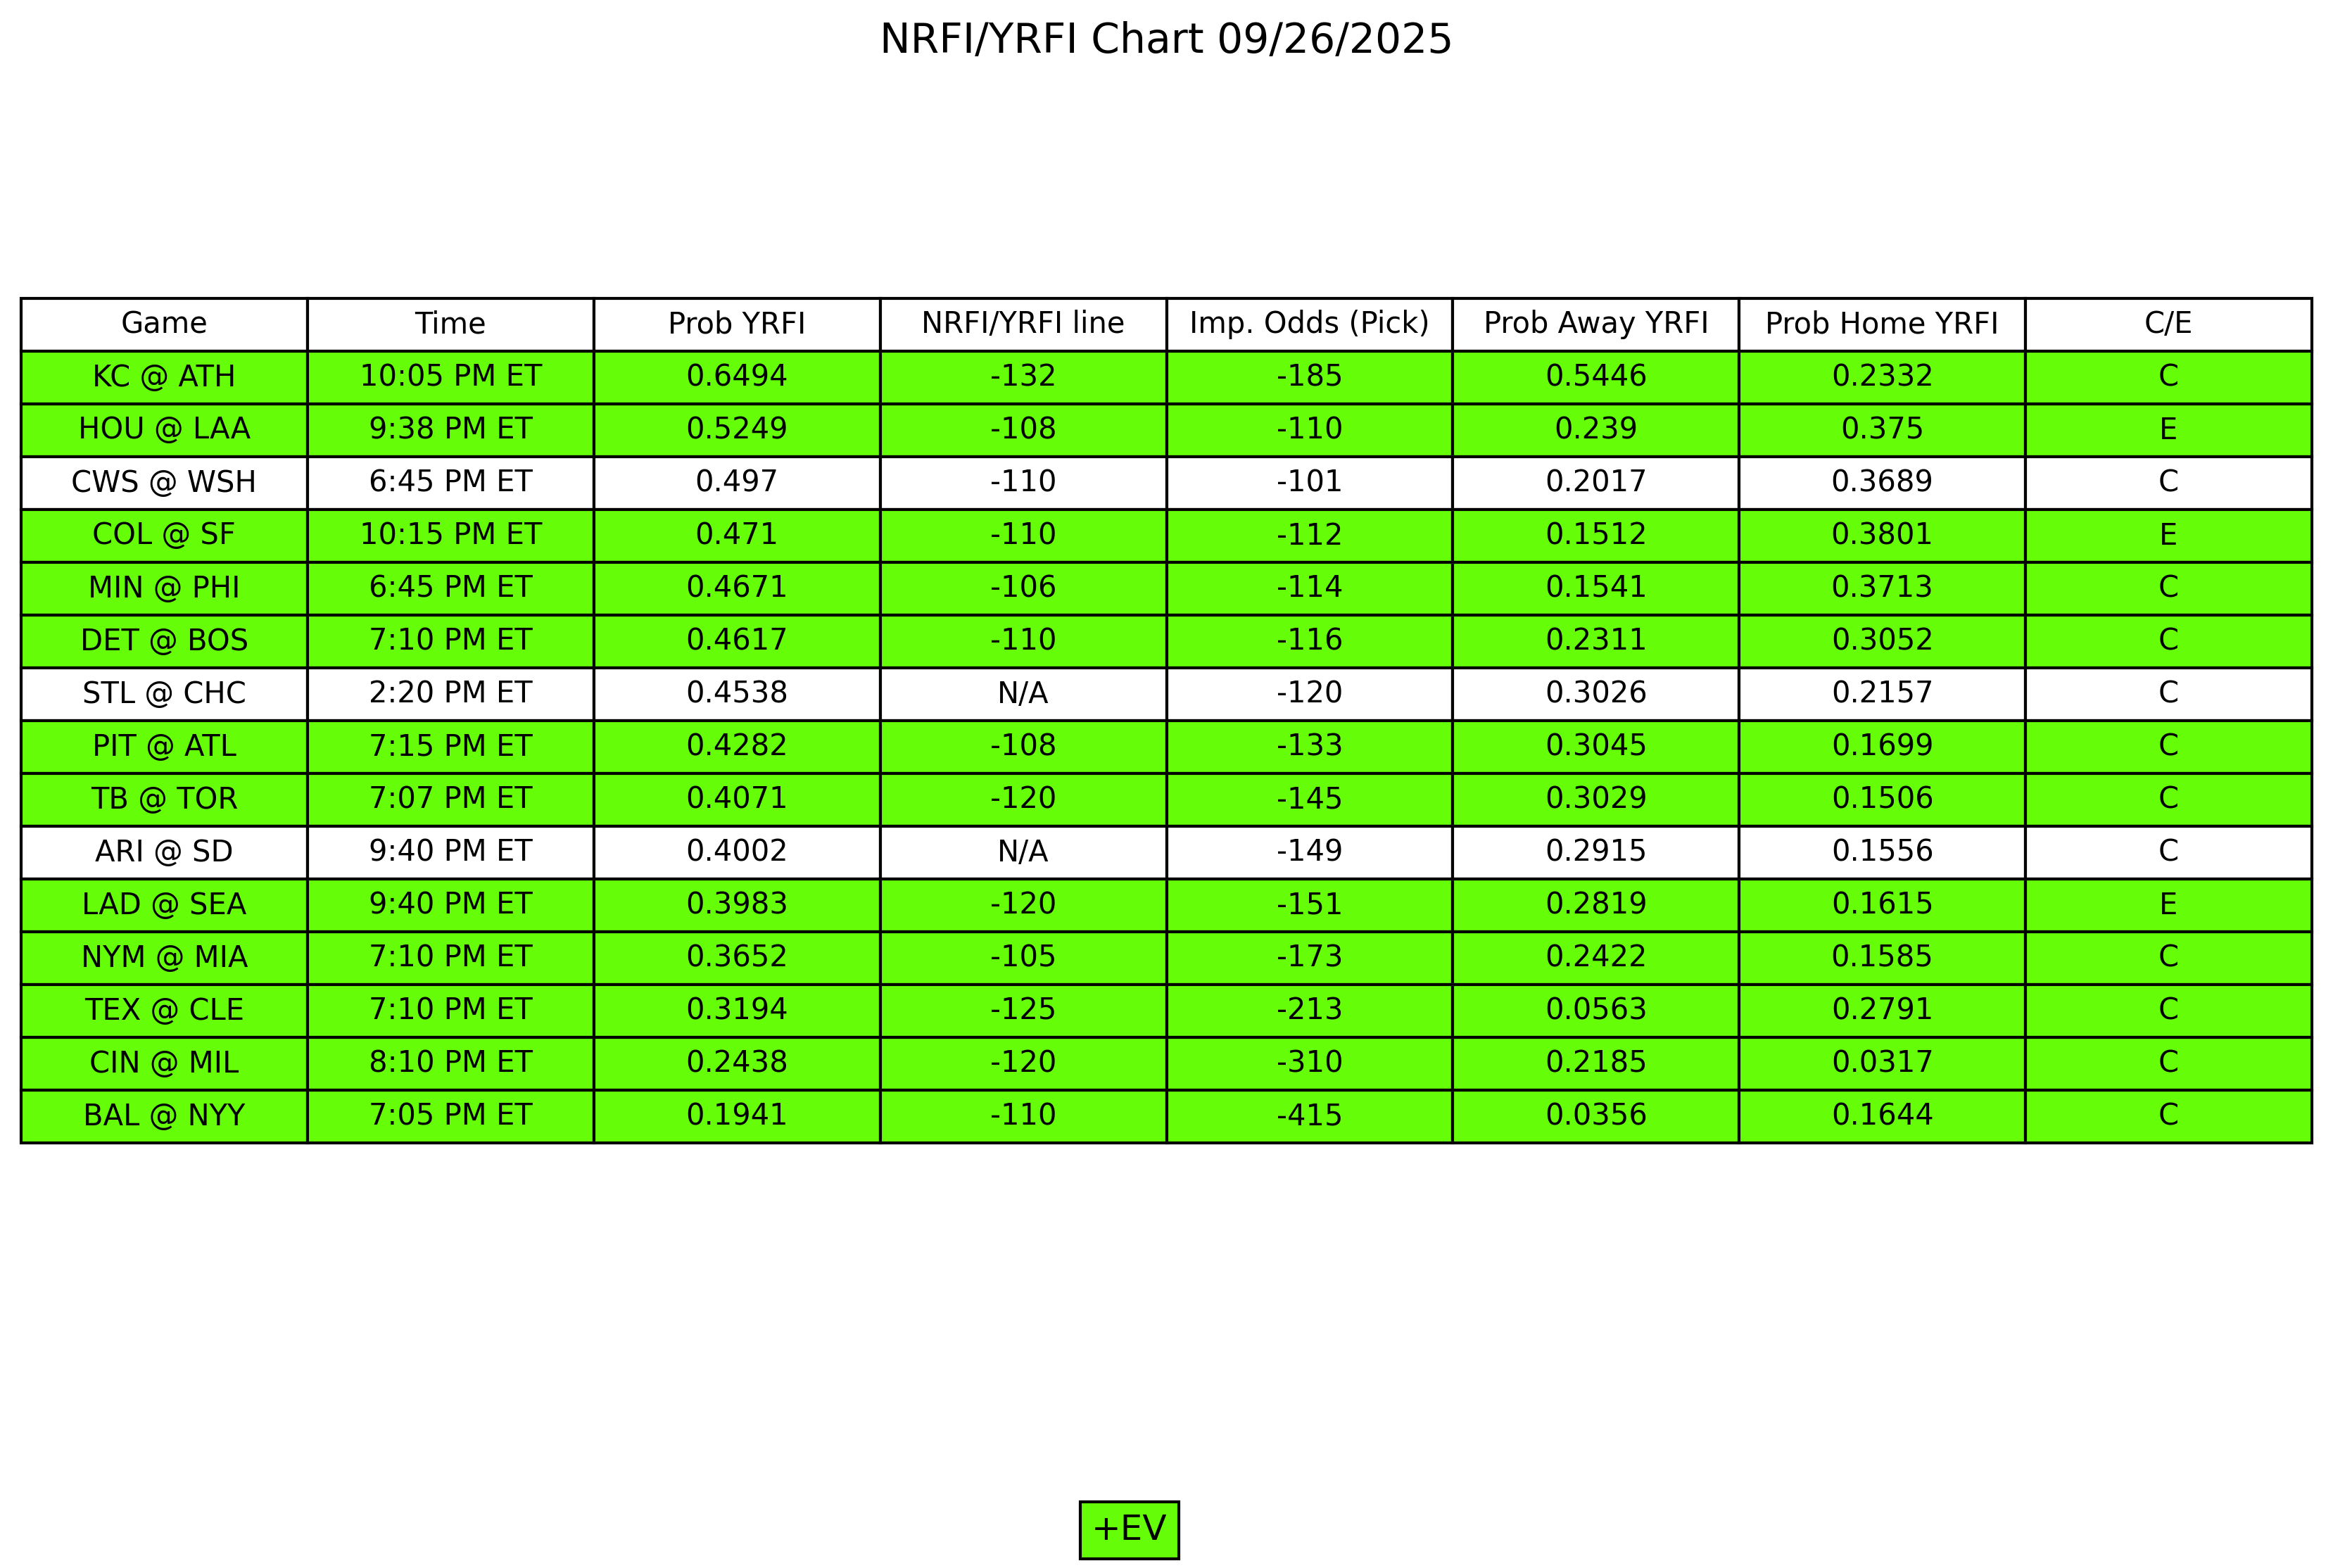 NRFI/YRFI Chart 09/26/2025
Game Time Prob YRFI NRFI/YRFI line Imp. Odds (Pick) Prob Away YRFI Prob Home YRFI C/E
KC @ ATH 10:05 PM ET 0.6494 -132 -185 0.5446 0.2332 C
HOU @ LAA 9:38 PM ET 0.5249 -108 -110 0.239 0.375 E
CWS @ WSH 6:45 PM ET 0.497 -110 -101 0.2017 0.3689 C
COL @ SF 10:15 PM ET 0.471 -110 -112 0.1512 0.3801 E
MIN @ PHI 6:45 PM ET 0.4671 -106 -114 0.1541 0.3713 C
DET @ BOS 7:10 PM ET 0.4617 -110 -116 0.2311 0.3052 C
STL @ CHC 2:20 PM ET 0.4538 N/A -120 0.3026 0.2157 C
PIT @ ATL 7:15 PM ET 0.4282 -108 -133 0.3045 0.1699 C
TB @ TOR 7:07 PM ET 0.4071 -120 -145 0.3029 0.1506 C
ARI @ SD 9:40 PM ET 0.4002 N/A -149 0.2915 0.1556 C
LAD @ SEA 9:40 PM ET 0.3983 -120 -151 0.2819 0.1615 E
NYM @ MIA 7:10 PM ET 0.3652 -105 -173 0.2422 0.1585 C
TEX @ CLE 7:10 PM ET 0.3194 -125 -213 0.0563 0.2791 C
CIN @ MIL 8:10 PM ET 0.2438 -120 -310 0.2185 0.0317 C
BAL @ NYY 7:05 PM ET 0.1941 -110 -415 0.0356 0.1644 C
+EV